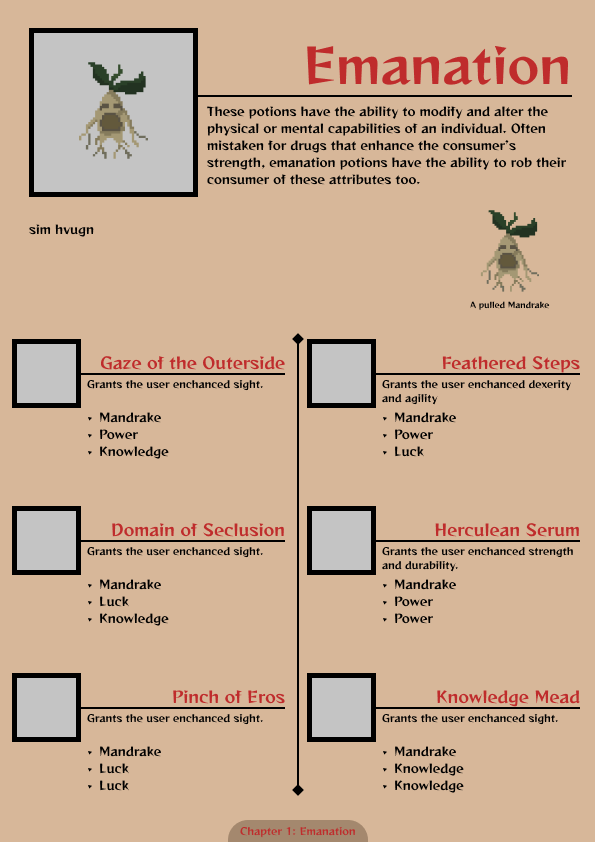 Emanation
These potions have the ability to modify and alter the
physical or mental capabilities of an individual. Often
mistaken for drugs that enhance the consumer's
strength, emanation potions have the ability to rob their
consumer of these attributes too.
sim hvugn
A pulled Mandrake
Gaze of the Outerside
Grants the user enchanced sight.
Mandrake
Power
Knowledge
Feathered Steps
Grants the user enchanced dexerity
and agility
Mandrake
Power
Luck
Domain of Seclusion
Grants the user enchanced sight.
Mandrake
Luck
Knowledge
Herculean Serum
Grants the user enchanced strength
and durability.
Mandrake
Power
Power
Pinch of Eros
Grants the user enchanced sight.
Mandrake
Luck
Luck
Knowledge Mead
Grants the user enchanced sight.
Mandrake
Knowledge
Knowledge
Chapter 1: Emanation